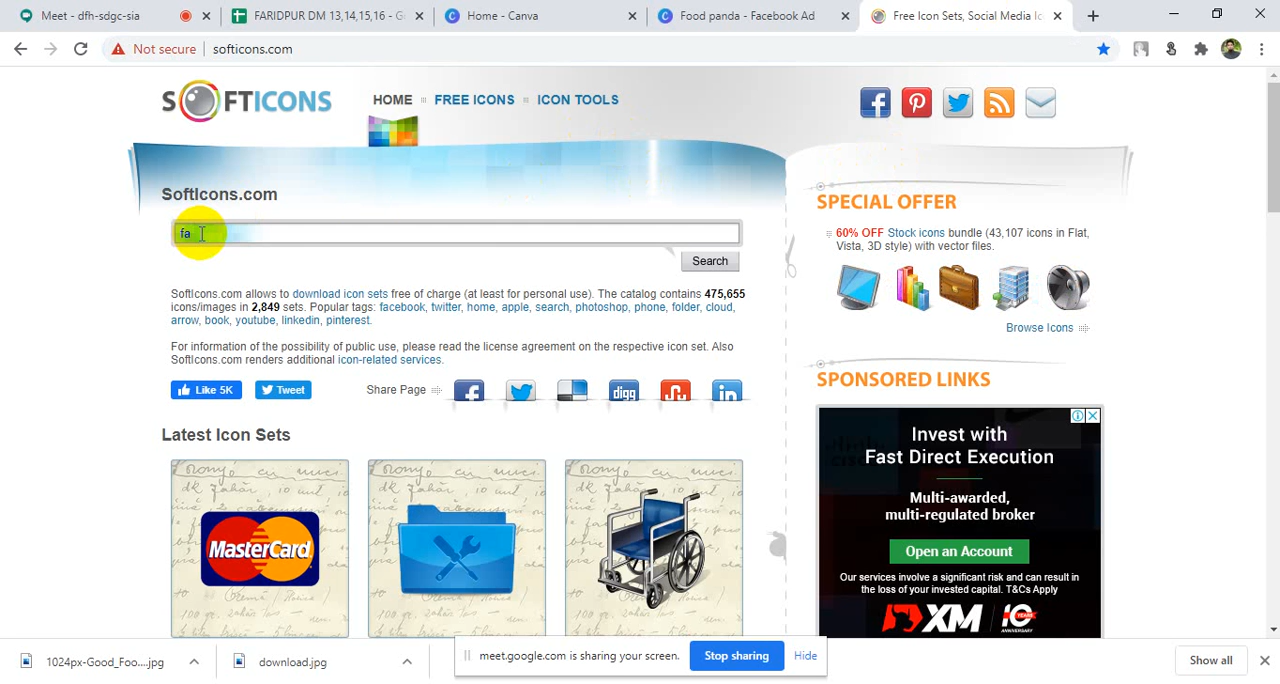 Meet - dfh-sdgc-sia
FARIDPUR DM 13,14,15,16 - G
Home - Canva
Food panda - Facebook Ad
Free Icon Sets, Social Media Ic
Not secure
softicons.com
SOFTICONS
HOME
FREE ICONS
ICON TOOLS
SoftIcons.com
fa
Search
SoftIcons.com allows to download icon sets free of charge (at least for personal use). The catalog contains 475,655
icons/images in 2,849 sets. Popular tags: facebook, twitter, home, apple, search, photoshop, phone, folder, cloud,
arrow, book, youtube, linkedin, pinterest.
For information of the possibility of public use, please read the license agreement on the respective icon set. Also
SoftIcons.com renders additional icon-related services.
Like 5K
Tweet
Share Page
digg
in
Latest Icon Sets
MasterCard
SPECIAL OFFER
60% OFF Stock icons bundle (43,107 icons in Flat,
Vista, 3D style) with vector files.
Browse Icons
SPONSORED LINKS
Invest with
Fast Direct Execution
Multi-awarded,
multi-regulated broker
Open an Account
Our services involve a significant risk and can result in
the loss of your invested capital. T&Cs Apply
XM
10 YEARS
ANNIVERSARY
1024px-Good_Foo....jpg
download.jpg
meet.google.com is sharing your screen.
Stop sharing
Hide
Show all